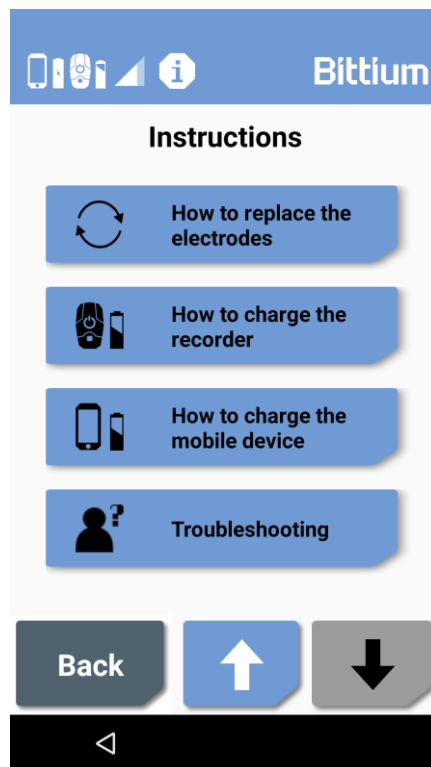 Bittium
Instructions
How to replace the
electrodes
How to charge the
recorder
How to charge the
mobile device
Troubleshooting
Back